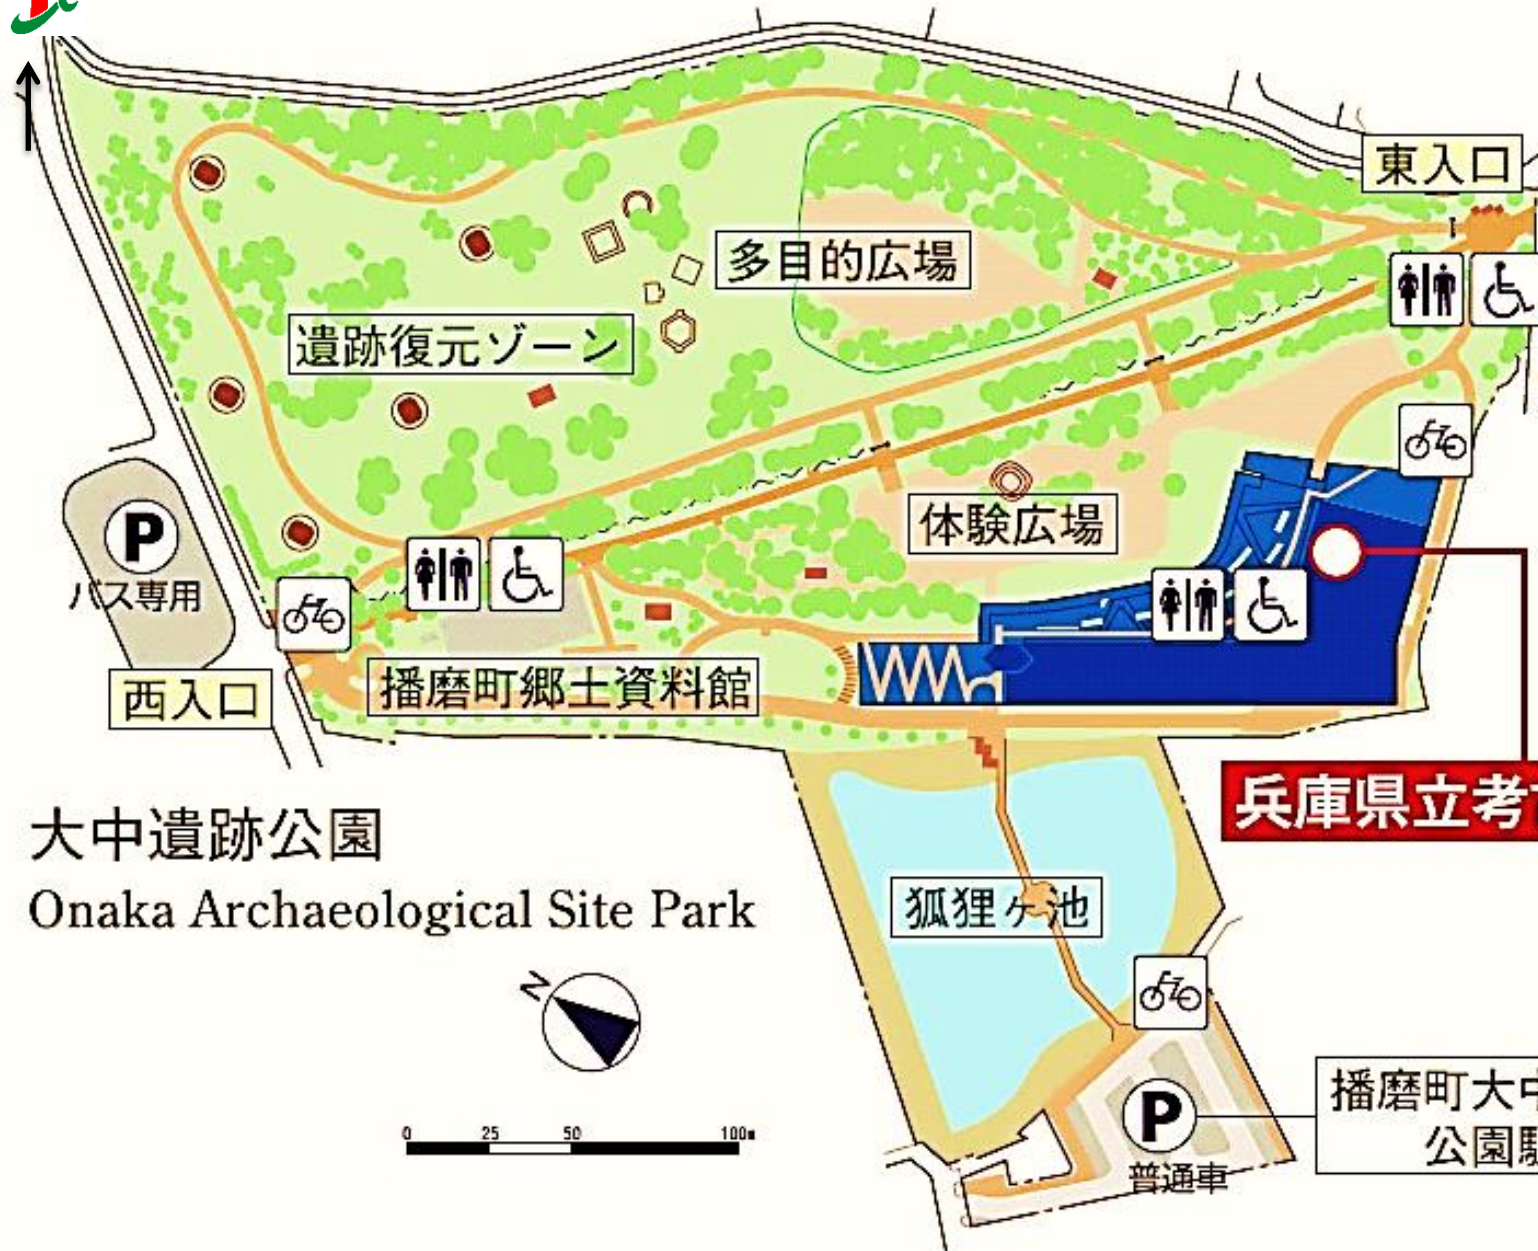 東入口
多目的広場
遺跡復元ゾーン
体験広場
P
バス専用
西入口
播磨町郷土資料館
兵庫県立考
大中遺跡公園
Onaka Archaeological Site Park
狐狸ヶ池
N
0 25 50 100m
P
普通車
播磨町大中
公園駐